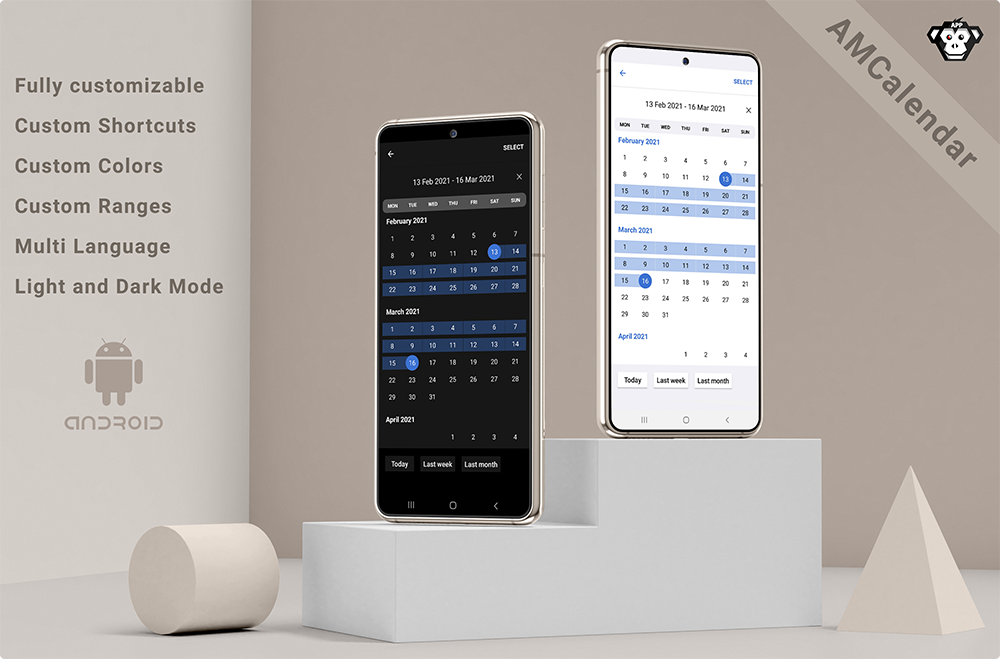 Fully customizable
Custom Shortcuts
Custom Colors
Custom Ranges
Multi Language
Light and Dark Mode
ANDROID
SELECT
13 Feb 2021 - 16 Mar 2021
MON TUE WED THU FRI SAT SUN
February 2021
1 2 3 4 5 6 7
8 9 10 11 12 13 14
15 16 17 18 19 20 21
22 23 24 25 26 27 28
March 2021
1 2 3 4 5 6 7
8 9 10 11 12 13 14
15 16 17 18 19 20 21
22 23 24 25 26 27 28
29 30 31
April 2021
1 2 3 4
Today Last week Last month
SELECT
13 Feb 2021 - 16 Mar 2021
MON TUE WED THU FRI SAT SUN
February 2021
1 2 3 4 5 6 7
8 9 10 11 12 13 14
15 16 17 18 19 20 21
22 23 24 25 26 27 28
March 2021
1 2 3 4 5 6 7
8 9 10 11 12 13 14
15 16 17 18 19 20 21
22 23 24 25 26 27 28
29 30 31
April 2021
1 2 3 4
Today Last week Last month
AMCalendar
APP